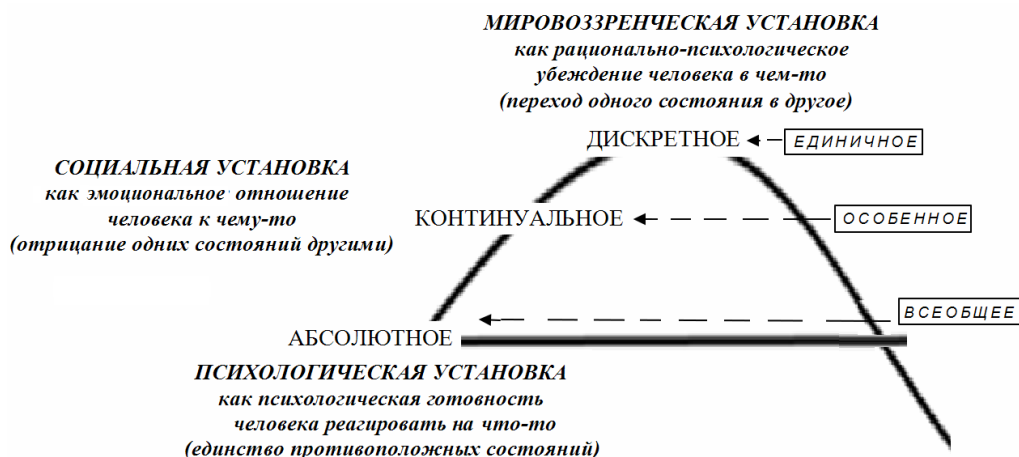 МИРОВОЗЗРЕНЧЕСКАЯ УСТАНОВКА
как рационально-психологическое
убеждение человека в чем-то
(переход одного состояния в другое)
ДИСКРЕТНОЕ
ЕДИНИЧНОЕ
СОЦИАЛЬНАЯ УСТАНОВКА
как эмоциональное отношение
человека к чему-то
(отрицание одних состояний другими)
КОНТИНУАЛЬНОЕ
ОСОБЕННОЕ
ВСЕОБЩЕЕ
АБСОЛЮТНОЕ
ПСИХОЛОГИЧЕСКАЯ УСТАНОВКА
как психологическая готовность
человека реагировать на что-то
(единство противоположных состояний)